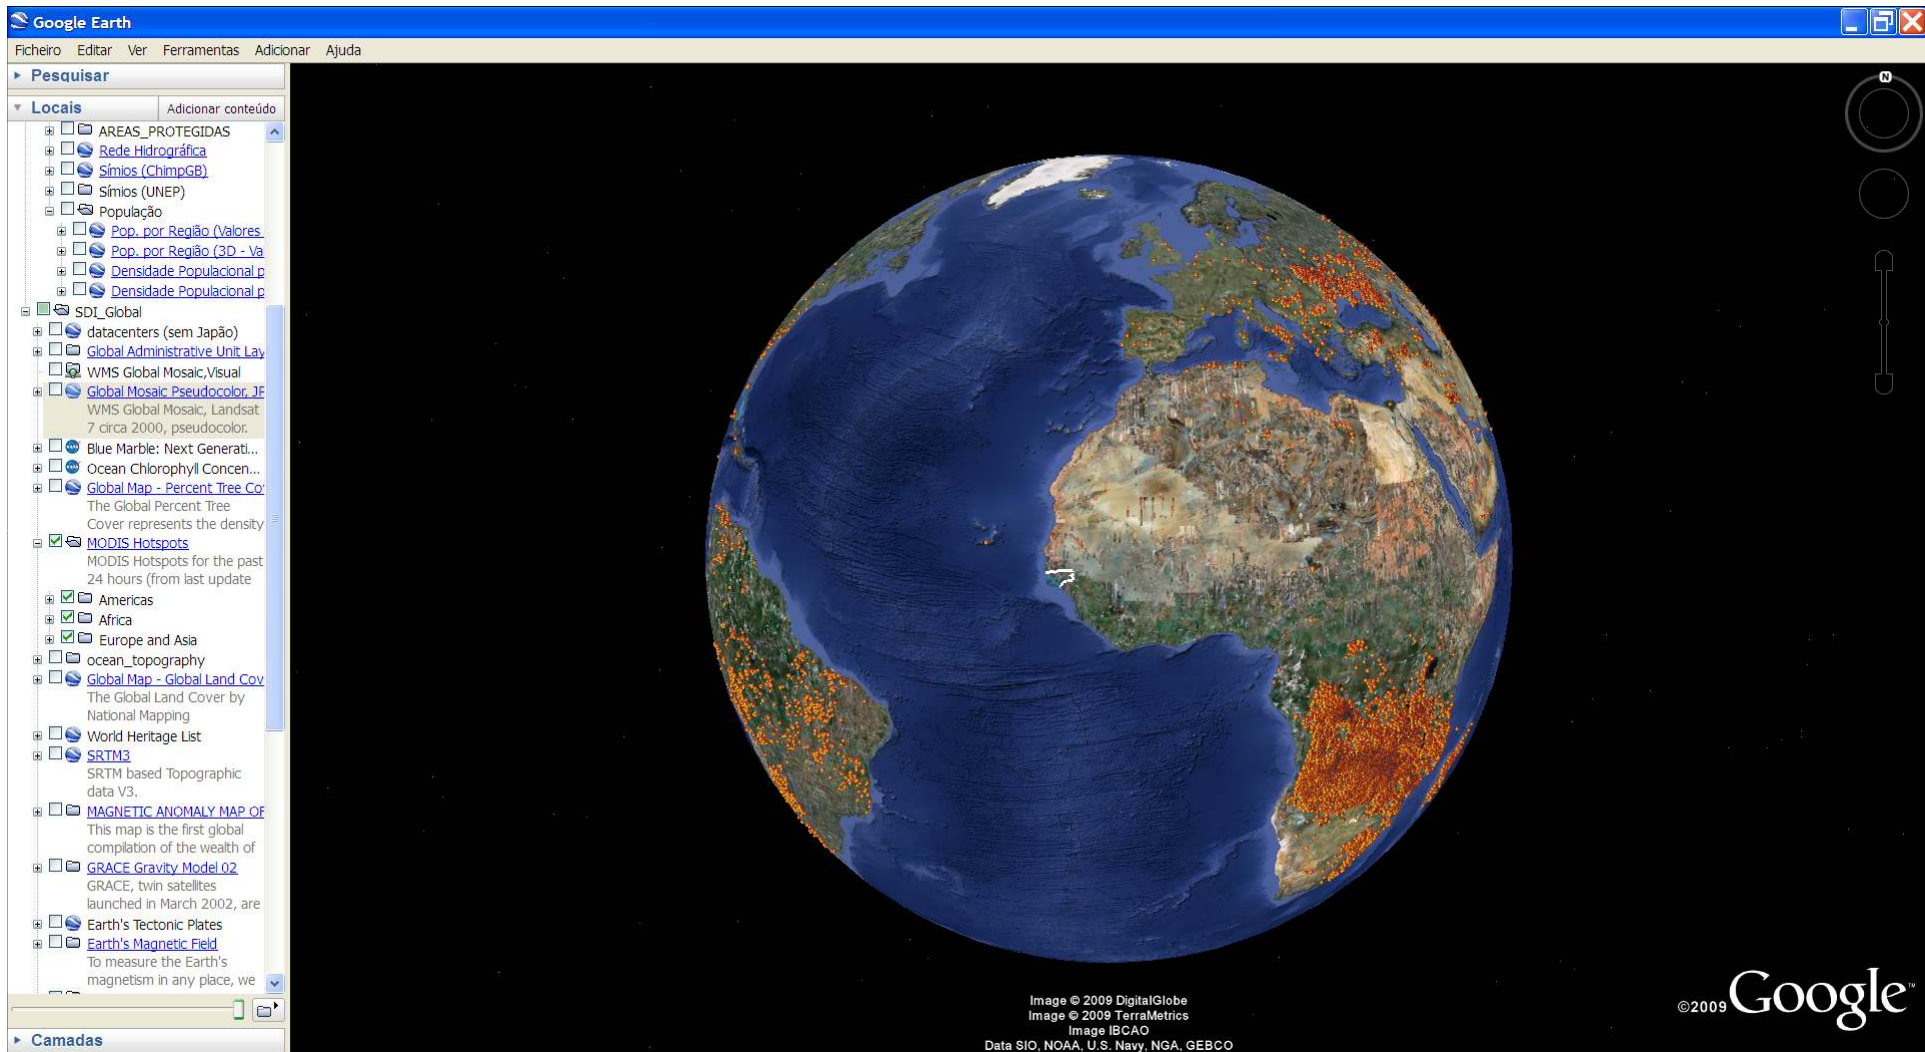 Google Earth
Ficheiro Editar Ver Ferramentas Adicionar Ajuda
Pesquisar
Locais
Adicionar conteúdo
AREAS_PROTEGIDAS
Rede Hidrográfica
Símios (ChimpGB)
Símios (UNEP)
População
Pop. por Região (Valores
Pop. por Região (3D - Va
Densidade Populacional p
Densidade Populacional p
SDI_Global
datacenters (sem Japão)
Global Administrative Unit Lay
WMS Global Mosaic,Visual
Global Mosaic Pseudocolor, JP
WMS Global Mosaic, Landsat
7 circa 2000, pseudocolor.
Blue Marble: Next Generati...
Ocean Chlorophyll Concen...
Global Map - Percent Tree Co
The Global Percent Tree
Cover represents the density
MODIS Hotspots
MODIS Hotspots for the past
24 hours (from last update
Americas
Africa
Europe and Asia
ocean_topography
Global Map - Global Land Cov
The Global Land Cover by
National Mapping
World Heritage List
SRTM3
SRTM based Topographic
data V3.
MAGNETIC ANOMALY MAP OF
This map is the first global
compilation of the wealth of
GRACE Gravity Model 02
GRACE, twin satellites
launched in March 2002, are
Earth's Tectonic Plates
Earth's Magnetic Field
To measure the Earth's
magnetism in any place, we
Camadas
N
Image © 2009 DigitalGlobe
Image © 2009 TerraMetrics
Image IBCAO
Data SIO, NOAA, U.S. Navy, NGA, GEBCO
©2009 Google™